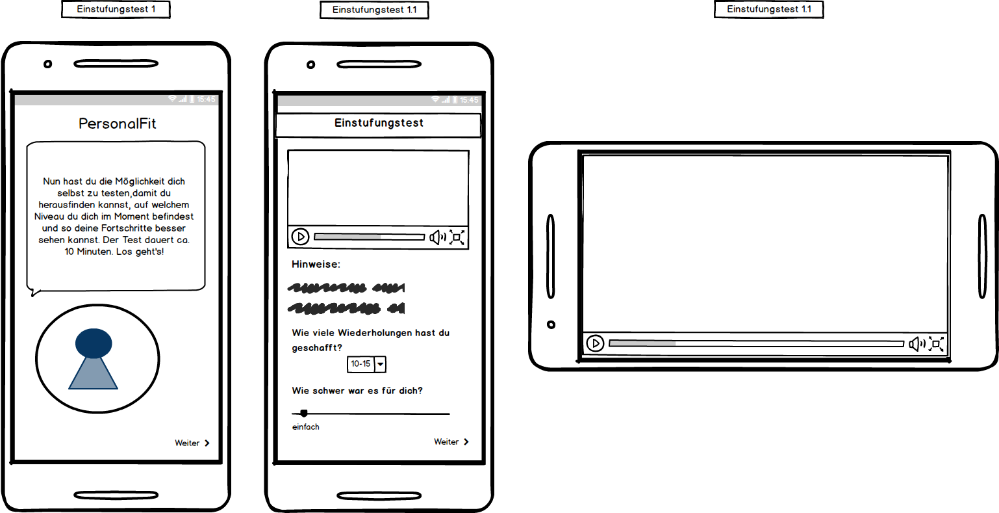 Einstufungstest 1
Einstufungstest 1.1
Einstufungstest 1.1
15:45
PersonalFit
Nun hast du die Möglichkeit dich
selbst zu testen,damit du
herausfinden kannst, auf welchem
Niveau du dich im Moment befindest
und so deine Fortschritte besser
sehen kannst. Der Test dauert ca.
10 Minuten. Los geht's!
Weiter
15:45
Einstufungstest
Hinweise:
Wie viele Wiederholungen hast du
geschafft?
10-15
Wie schwer war es für dich?
einfach
Weiter